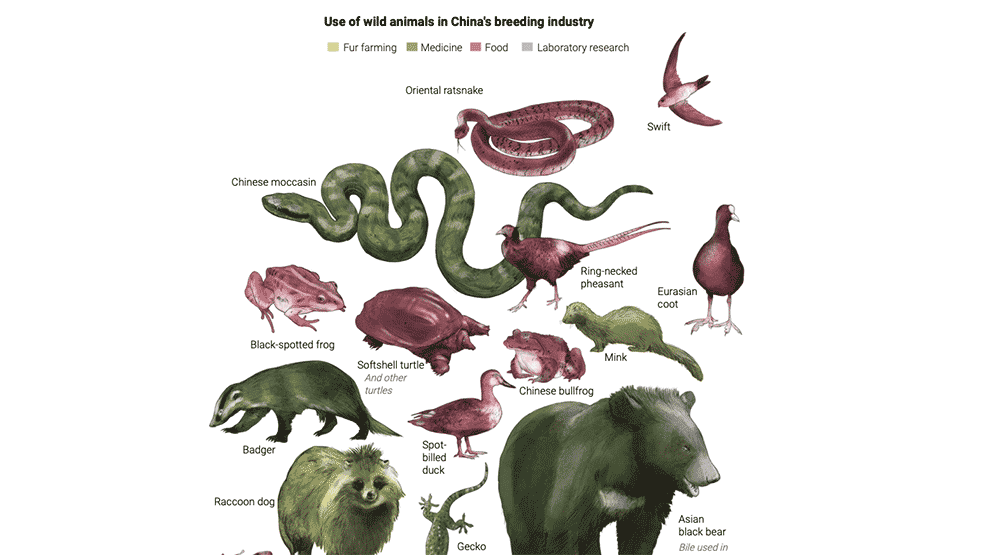 Use of wild animals in China's breeding industry
Fur farming Medicine Food Laboratory research
Oriental ratsnake
Swift
Chinese moccasin
Ring-necked
pheasant
Eurasian
coot
Black-spotted frog
Softshell turtle
And other
turtles
Mink
Chinese bullfrog
Badger
Spot-
billed
duck
Raccoon dog
Gecko
Asian
black bear
Bile used in